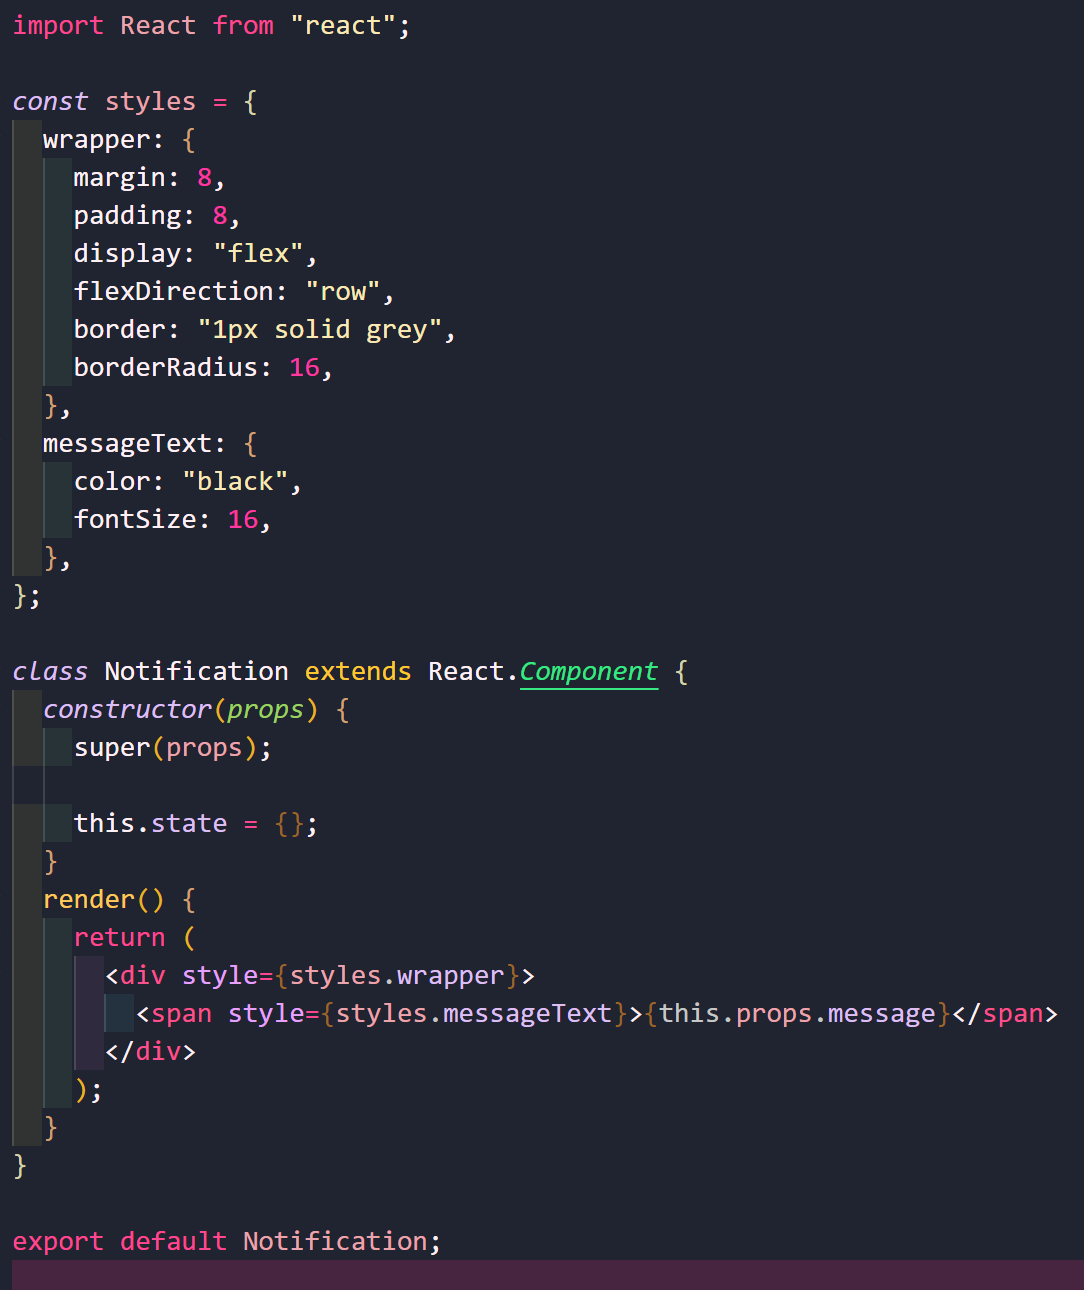 import React from "react";

const styles = {
  wrapper: {
    margin: 8,
    padding: 8,
    display: "flex",
    flexDirection: "row",
    border: "1px solid grey",
    borderRadius: 16,
  },
  messageText: {
    color: "black",
    fontSize: 16,
  },
};

class Notification extends React.Component {
  constructor(props) {
    super(props);

    this.state = {};
  }
  render() {
    return (
      <div style={styles.wrapper}>
        <span style={styles.messageText}>{this.props.message}</span>
      </div>
    );
  }
}

export default Notification;